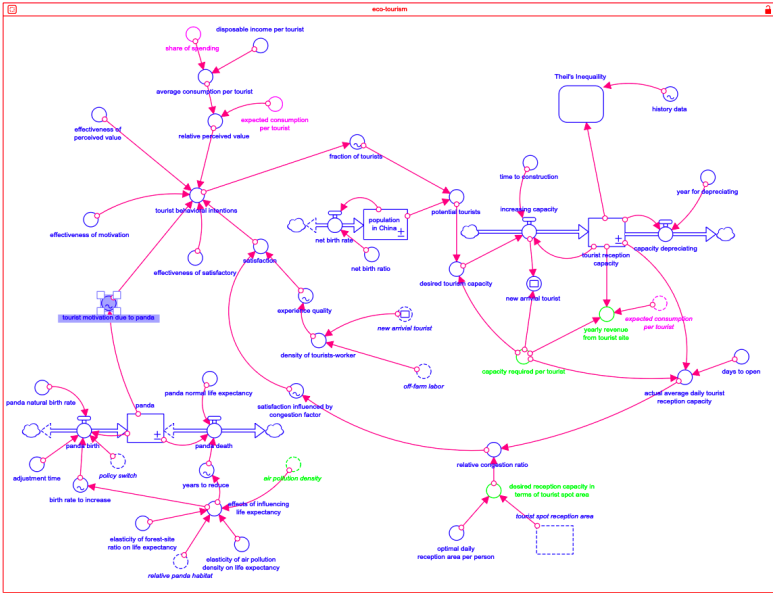 eco-tourism
disposable income per tourist
share of spending
Theil's Inequaility
average consumption per tourist
history data
effectiveness of
perceived value
relative perceived value
expected consumption
per tourist
fraction of tourists
time to construction
year for depreciating
tourist behavioral intentions
potential tourists
increasing capacity
effectiveness of motivation
population
in China
net birth rate
satisfaction
tourist reception
capacity
capacity depreciating
effectiveness of satisfactory
net birth ratio
desired tourism capacity
new arrival tourist
experience quality
tourist motivation due to panda
new arrival tourist
yearly revenue
from tourist site
expected consumption
per tourist
density of tourists-worker
capacity required per tourist
days to open
off-farm labor
panda natural birth rate
panda normal life expectancy
satisfaction influenced by
congestion factor
actual average daily tourist
reception capacity
panda
panda birth
panda death
relative congestion ratio
adjustment time
policy switch
years to reduce
air pollution density
birth rate to increase
effects of influencing
life expectancy
desired reception capacity in
terms of tourist spot area
tourist spot reception area
elasticity of forest-site
ratio on life expectancy
elasticity of air pollution
density on life expectancy
optimal daily
reception area per person
relative panda habitat